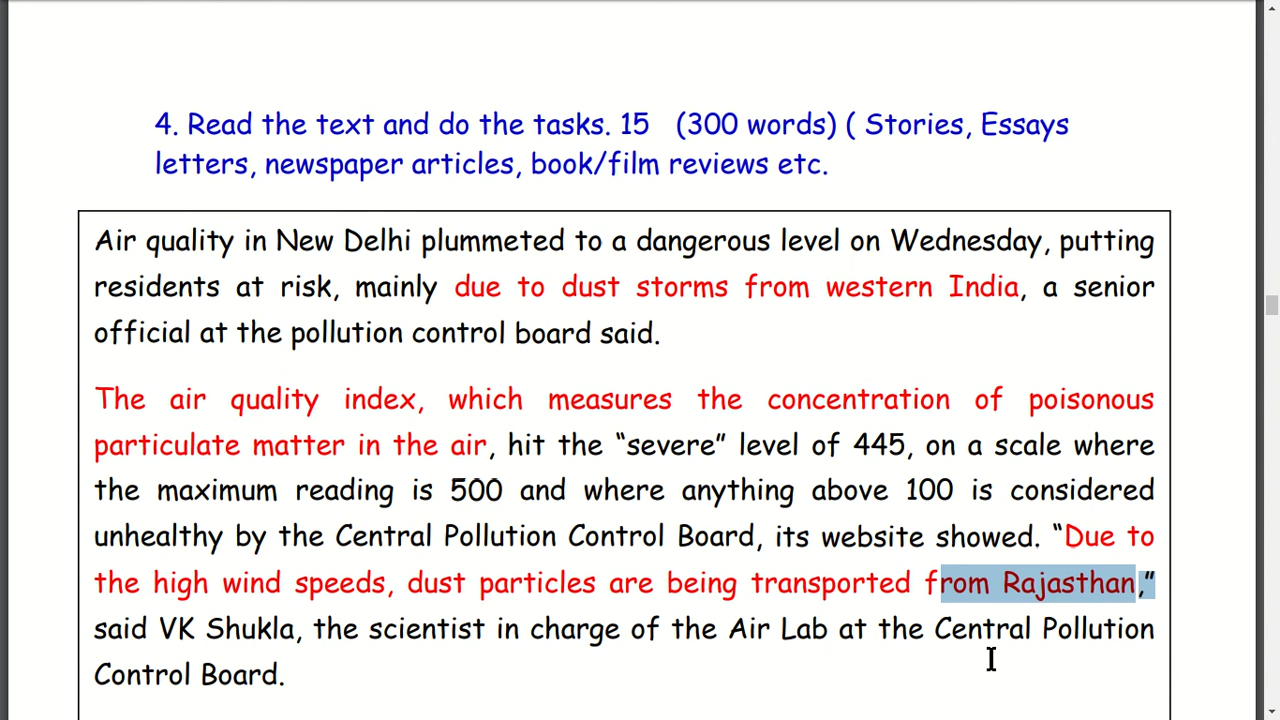 4. Read the text and do the tasks. 15 (300 words) ( Stories, Essays
letters, newspaper articles, book/film reviews etc.
Air quality in New Delhi plummeted to a dangerous level on Wednesday, putting
residents at risk, mainly due to dust storms from western India, a senior
official at the pollution control board said.
The air quality index, which measures the concentration of poisonous
particulate matter in the air, hit the “severe” level of 445, on a scale where
the maximum reading is 500 and where anything above 100 is considered
unhealthy by the Central Pollution Control Board, its website showed. “Due to
the high wind speeds, dust particles are being transported from Rajasthan,”
said VK Shukla, the scientist in charge of the Air Lab at the Central Pollution
Control Board.